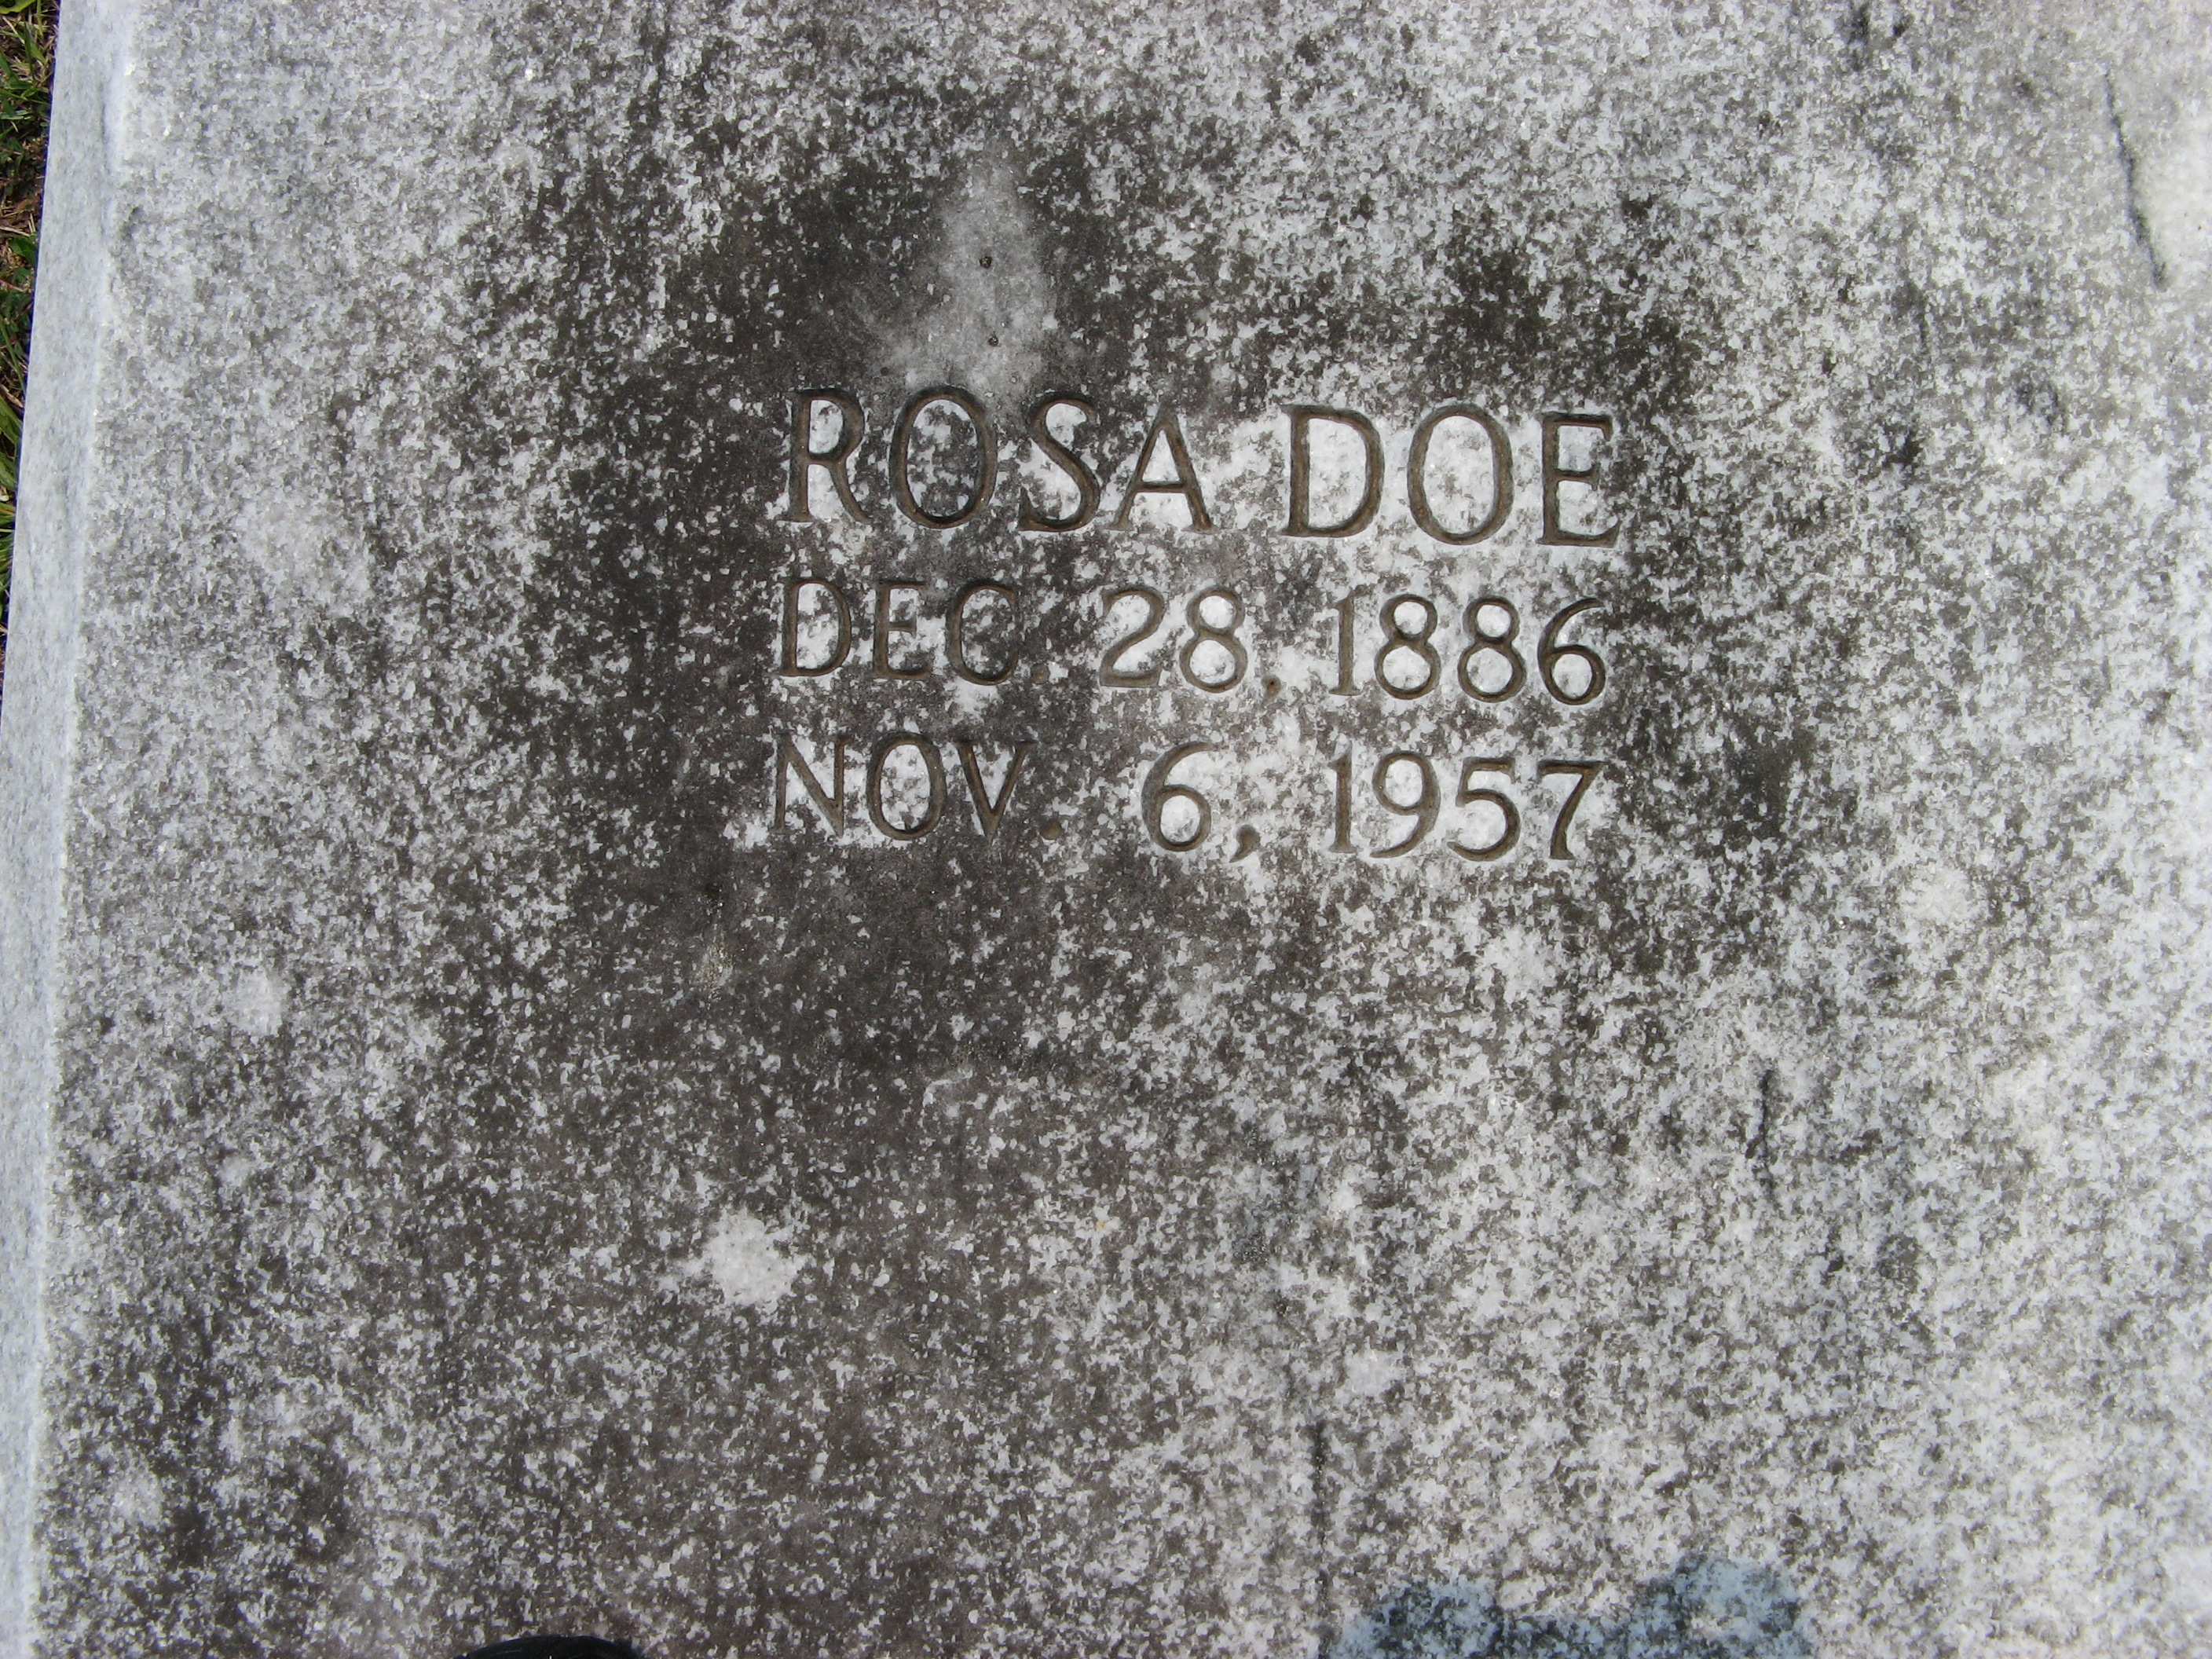 ROSA DOE
DEC. 28, 1886
NOV. 6, 1957